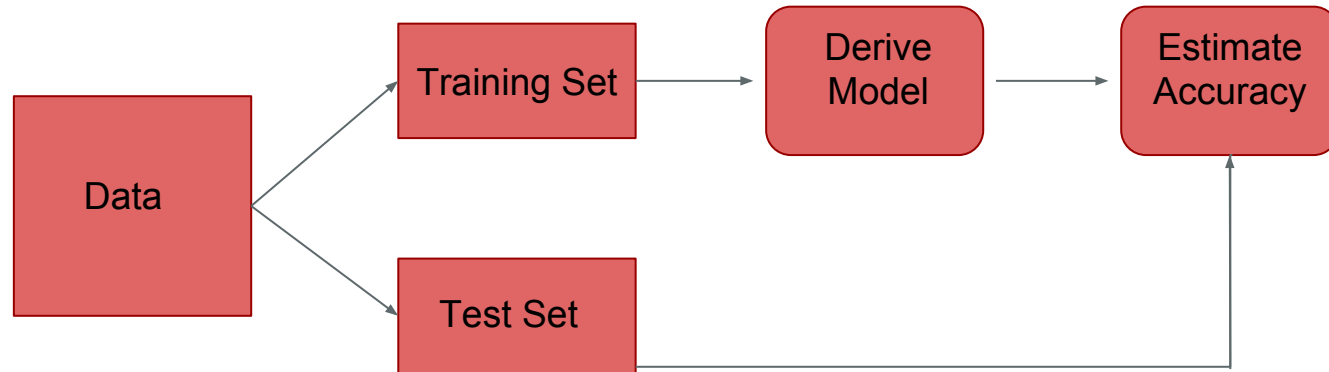 Data
Training Set
Test Set
Derive
Model
Estimate
Accuracy